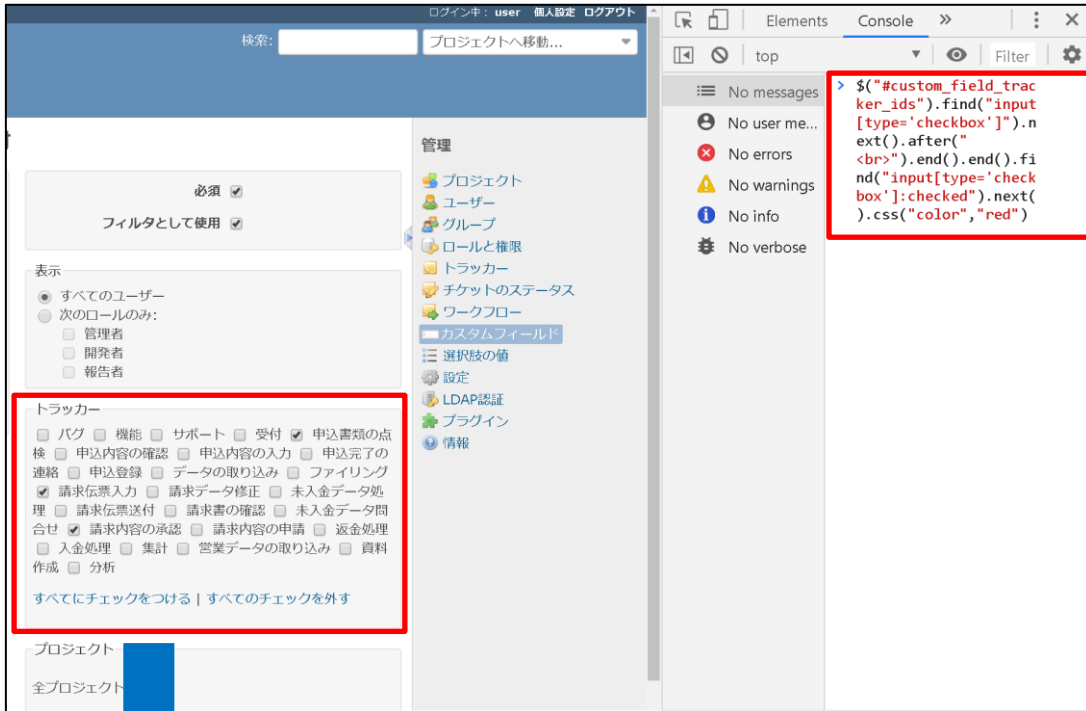 ログイン中： user 個人設定 ログアウト
検索:
プロジェクトへ移動...
必須
フィルタとして使用
表示
すべてのユーザー
次のロールのみ:
管理者
開発者
報告者
トラッカー
バグ 機能 サポート 受付 申込書類の点
検 申込内容の確認 申込内容の入力 申込完了の
連絡 申込登録 データの取り込み ファイリング
請求伝票入力 請求データ修正 未入金データ処
理 請求伝票送付 請求書の確認 未入金データ問
合せ 請求内容の承認 請求内容の申請 返金処理
入金処理 集計 営業データの取り込み 資料
作成 分析
すべてにチェックをつける | すべてのチェックを外す
プロジェクト
全プロジェクト
管理
プロジェクト
ユーザー
グループ
ロールと権限
トラッカー
チケットのステータス
ワークフロー
カスタムフィールド
選択肢の値
設定
LDAP認証
プラグイン
情報
Elements Console »
top Filter
No messages
No user me...
No errors
No warnings
No info
No verbose
> $("#custom_field_trac
ker_ids").find("input
[type='checkbox']").n
ext().after("
<br>").end().end().fi
nd("input[type='check
box']:checked").next(
).css("color","red")